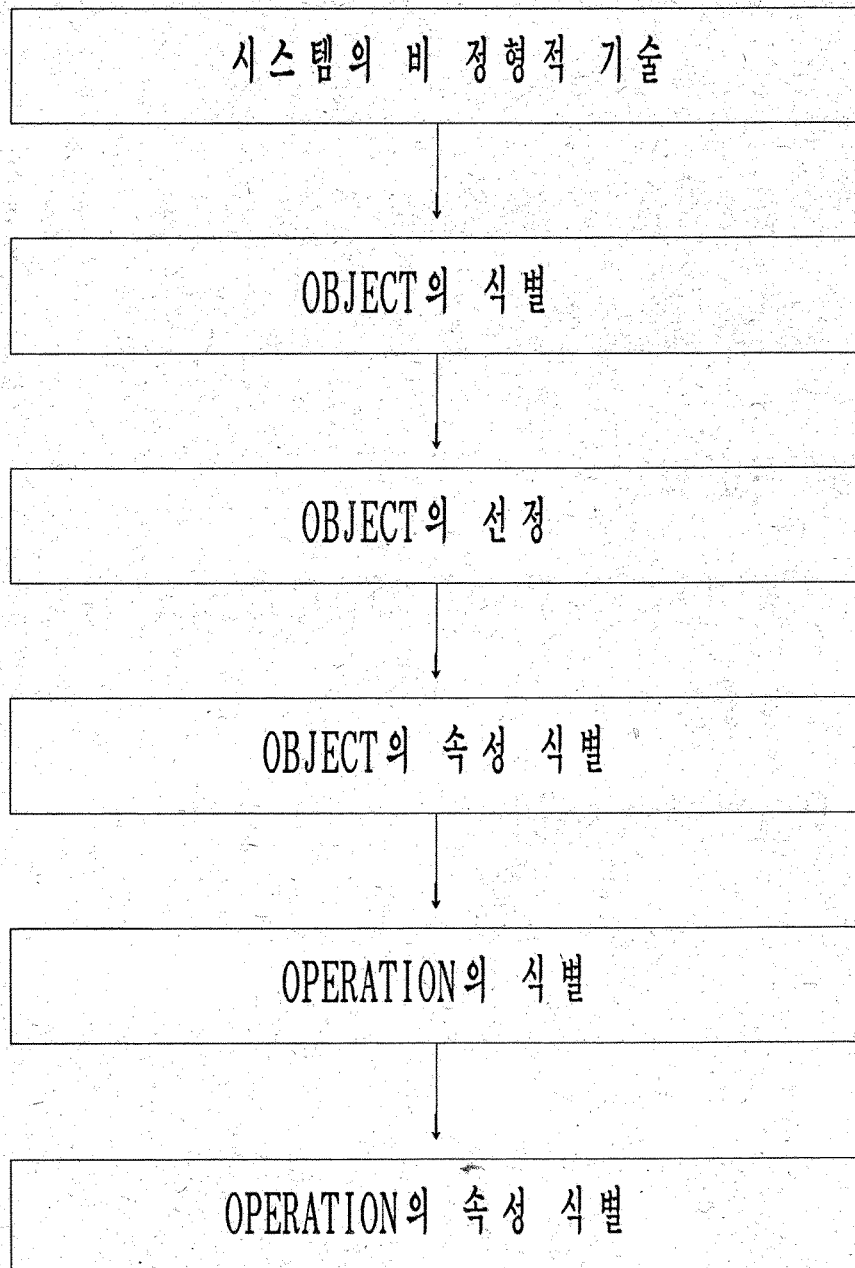 시스템의 비 정형적 기술
OBJECT의 식별
OBJECT의 선정
OBJECT의 속성 식별
OPERATION의 식별
OPERATION의 속성 식별